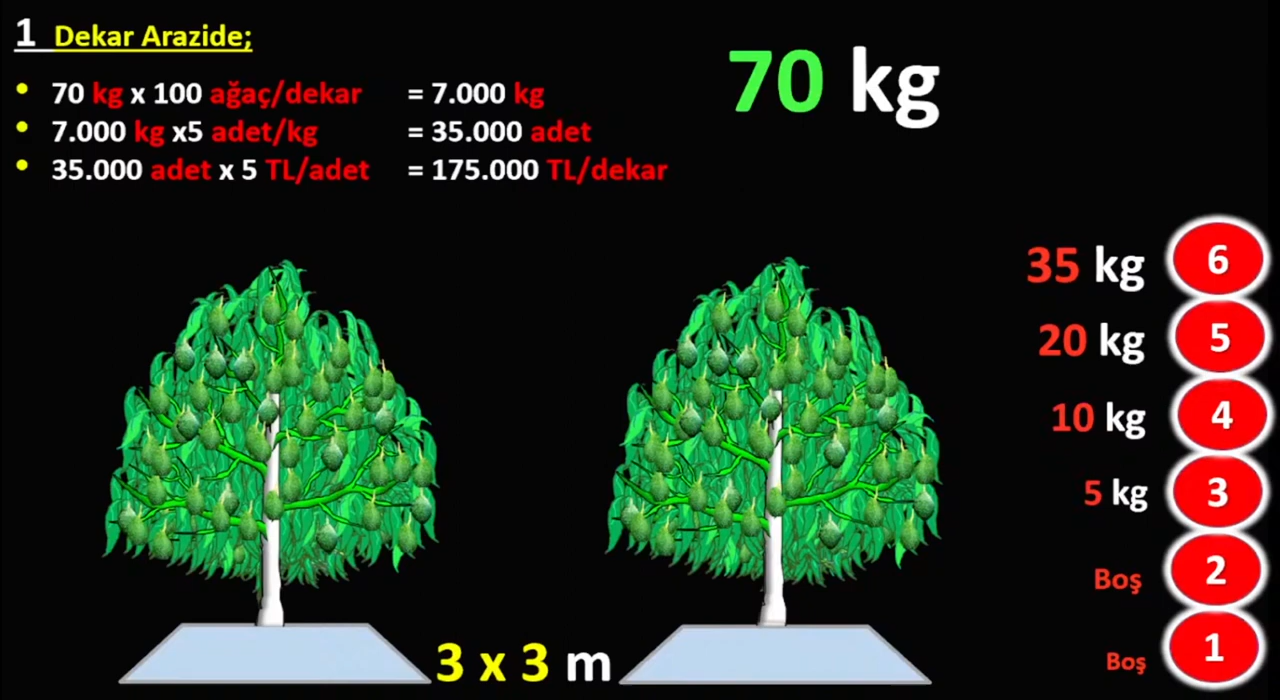 1 Dekar Arazide;
• 70 kg x 100 ağaç/dekar = 7.000 kg
• 7.000 kg x5 adet/kg = 35.000 adet
• 35.000 adet x 5 TL/adet = 175.000 TL/dekar
70 kg
35 kg 6
20 kg 5
10 kg 4
5 kg 3
Boş 2
Boş 1
3 x 3 m